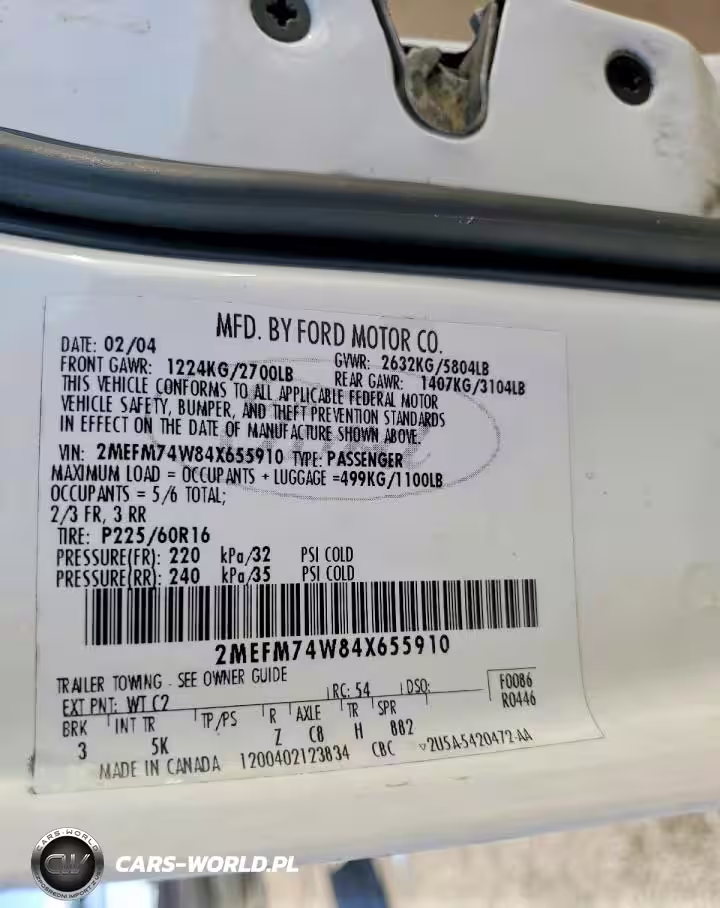 MFD. BY FORD MOTOR CO.
DATE: 02/04 GVWR: 2632KG/5804LB
FRONT GAWR: 1224KG/2700LB REAR GAWR: 1407KG/3104LB
THIS VEHICLE CONFORMS TO ALL APPLICABLE FEDERAL MOTOR
VEHICLE SAFETY, BUMPER, AND THEFT PREVENTION STANDARDS
IN EFFECT ON THE DATE OF MANUFACTURE SHOWN ABOVE.
VIN: 2MEFM74W84X655910 TYPE: PASSENGER
MAXIMUM LOAD = OCCUPANTS + LUGGAGE =499KG/1100LB
OCCUPANTS = 5/6 TOTAL;
2/3 FR, 3 RR
TIRE: P225/60R16
PRESSURE(FR): 220 kPa/32 PSI COLD
PRESSURE(RR): 240 kPa/35 PSI COLD
2MEFM74W84X655910
TRAILER TOWING - SEE OWNER GUIDE
EXT PNT: WT C2 RC: 54 DSO: F0086
R0446
BRK INT TR TP/PS R AXLE TR SPR
3 5K Z C8 H 882
MADE IN CANADA 1200402123834 CBC ▽2U5A-5420472-AA
CARS-WORLD
CW
CARS-WORLD.PL